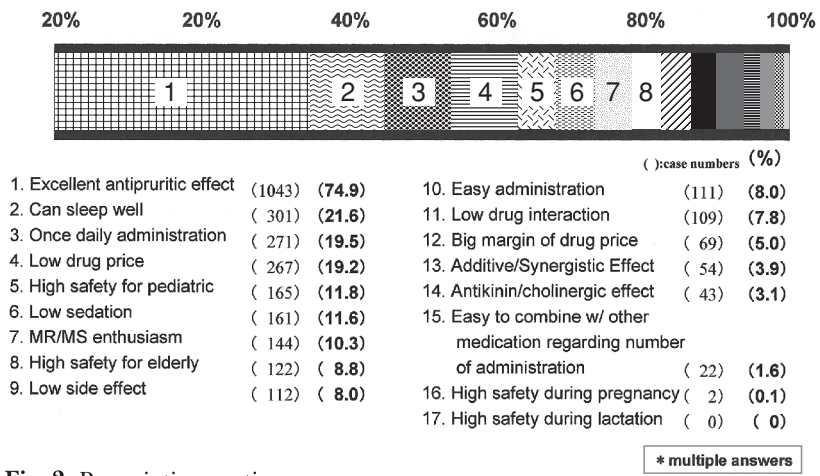 20% 20% 40% 60% 80% 100%
1 2 3 4 5 6 7 8
( ):case numbers (%)
1. Excellent antipruritic effect (1043) (74.9)
2. Can sleep well ( 301) (21.6)
3. Once daily administration ( 271) (19.5)
4. Low drug price ( 267) (19.2)
5. High safety for pediatric ( 165) (11.8)
6. Low sedation ( 161) (11.6)
7. MR/MS enthusiasm ( 144) (10.3)
8. High safety for elderly ( 122) ( 8.8)
9. Low side effect ( 112) ( 8.0)
10. Easy administration (111) (8.0)
11. Low drug interaction (109) (7.8)
12. Big margin of drug price ( 69) (5.0)
13. Additive/Synergistic Effect ( 54) (3.9)
14. Antikinin/cholinergic effect ( 43) (3.1)
15. Easy to combine w/ other
medication regarding number
of administration ( 22) (1.6)
16. High safety during pregnancy ( 2) (0.1)
17. High safety during lactation ( 0) ( 0)
* multiple answers